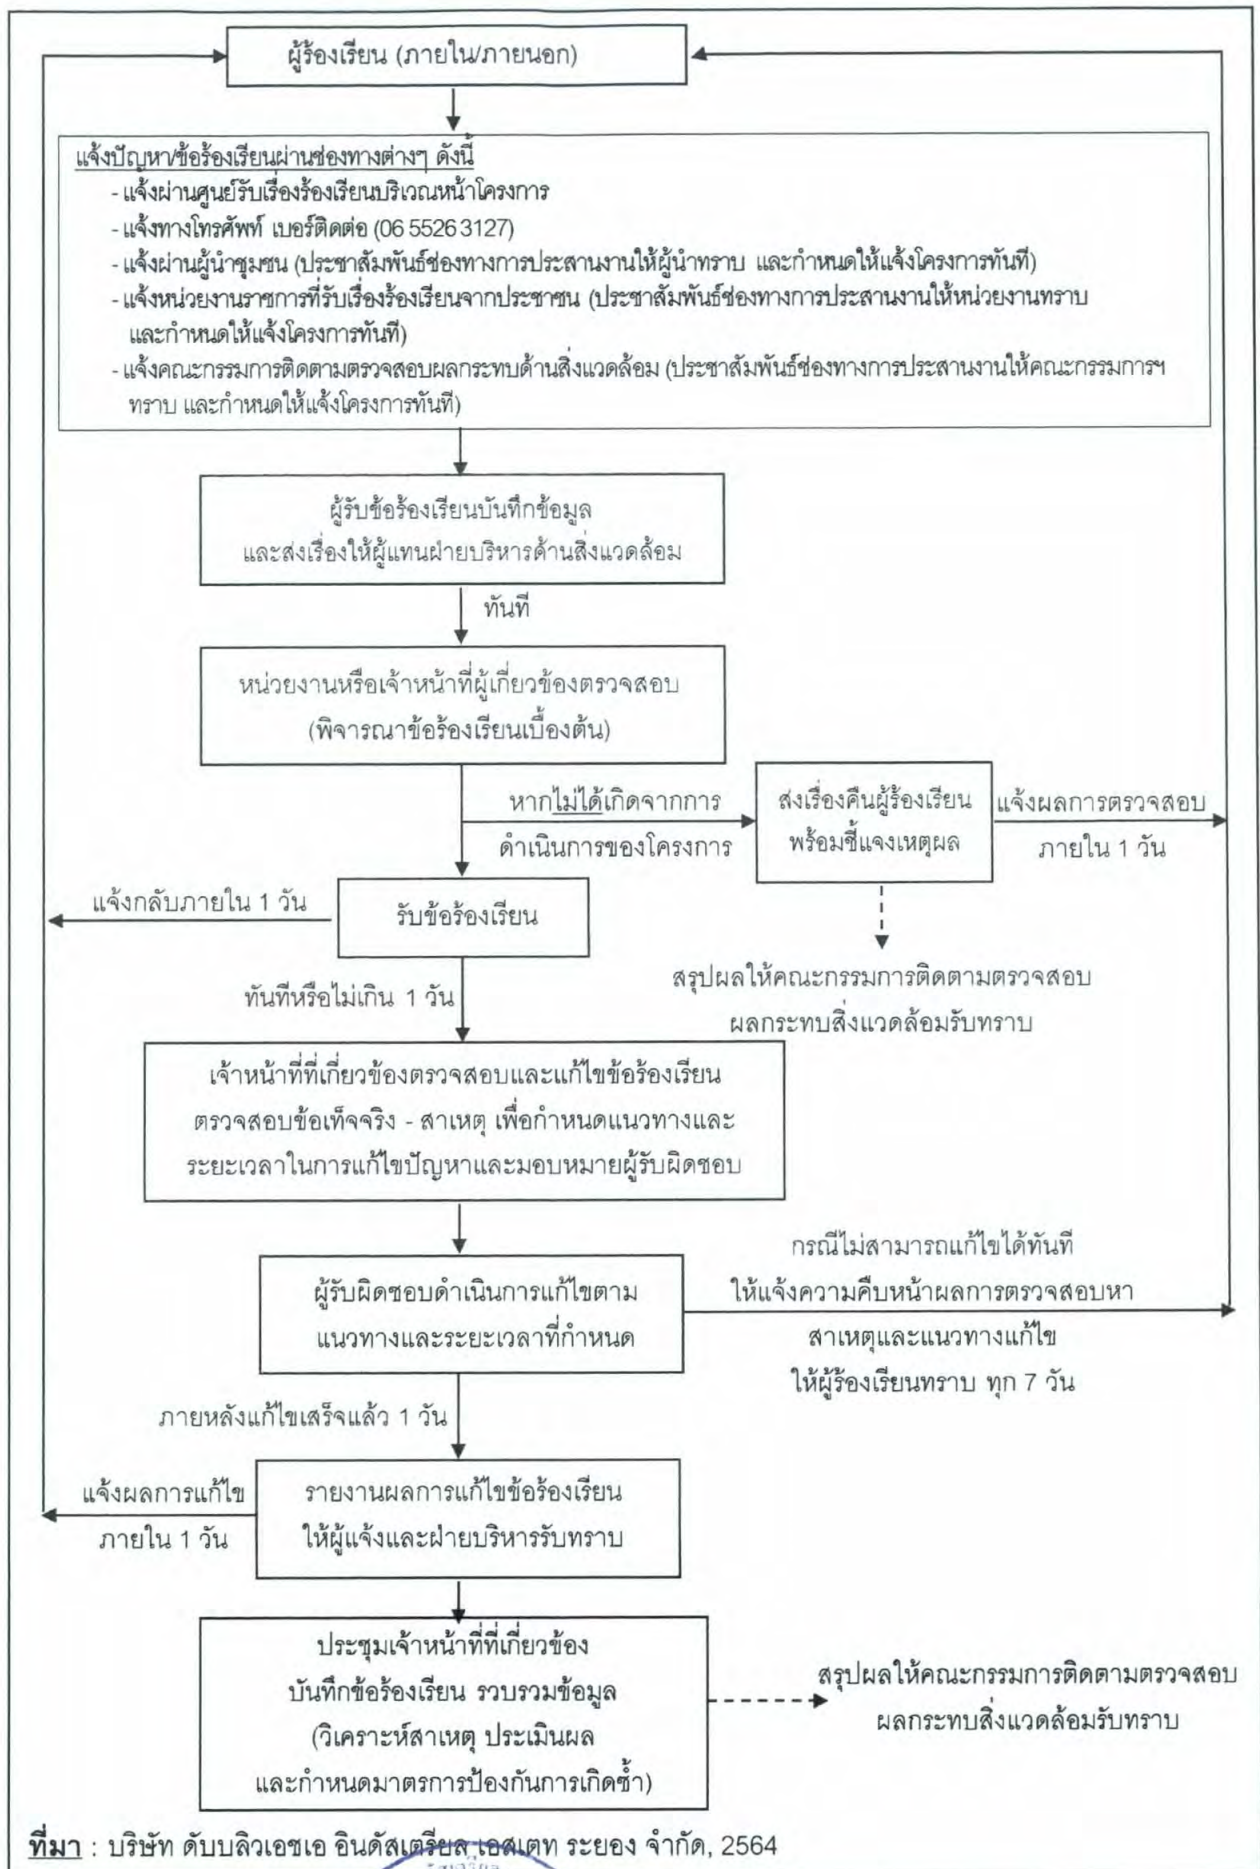 ผู้ร้องเรียน (ภายใน/ภายนอก)
แจ้งปัญหา/ข้อร้องเรียนผ่านช่องทางต่างๆ ดังนี้
- แจ้งผ่านศูนย์รับเรื่องร้องเรียนบริเวณหน้าโครงการ
- แจ้งทางโทรศัพท์ เบอร์ติดต่อ (06 5526 3127)
- แจ้งผ่านผู้นำชุมชน (ประชาสัมพันธ์ช่องทางการประสานงานให้ผู้นำทราบ และกำหนดให้แจ้งโครงการทันที)
- แจ้งหน่วยงานราชการที่รับเรื่องร้องเรียนจากประชาชน (ประชาสัมพันธ์ช่องทางการประสานงานให้หน่วยงานทราบ
และกำหนดให้แจ้งโครงการทันที)
- แจ้งคณะกรรมการติดตามตรวจสอบผลกระทบด้านสิ่งแวดล้อม (ประชาสัมพันธ์ช่องทางการประสานงานให้คณะกรรมการฯ
ทราบ และกำหนดให้แจ้งโครงการทันที)
ผู้รับข้อร้องเรียนบันทึกข้อมูล
และส่งเรื่องให้ผู้แทนฝ่ายบริหารด้านสิ่งแวดล้อม
ทันที
หน่วยงานหรือเจ้าหน้าที่ผู้เกี่ยวข้องตรวจสอบ
(พิจารณาข้อร้องเรียนเบื้องต้น)
หากไม่ได้เกิดจากการ
ดำเนินการของโครงการ
ส่งเรื่องคืนผู้ร้องเรียน
พร้อมชี้แจงเหตุผล
แจ้งผลการตรวจสอบ
ภายใน 1 วัน
แจ้งกลับภายใน 1 วัน
รับข้อร้องเรียน
สรุปผลให้คณะกรรมการติดตามตรวจสอบ
ผลกระทบสิ่งแวดล้อมรับทราบ
ทันทีหรือไม่เกิน 1 วัน
เจ้าหน้าที่ที่เกี่ยวข้องตรวจสอบและแก้ไขข้อร้องเรียน
ตรวจสอบข้อเท็จจริง - สาเหตุ เพื่อกำหนดแนวทางและ
ระยะเวลาในการแก้ไขปัญหาและมอบหมายผู้รับผิดชอบ
ผู้รับผิดชอบดำเนินการแก้ไขตาม
แนวทางและระยะเวลาที่กำหนด
กรณีไม่สามารถแก้ไขได้ทันที
ให้แจ้งความคืบหน้าผลการตรวจสอบหา
สาเหตุและแนวทางแก้ไข
ให้ผู้ร้องเรียนทราบ ทุก 7 วัน
ภายหลังแก้ไขเสร็จแล้ว 1 วัน
แจ้งผลการแก้ไข
ภายใน 1 วัน
รายงานผลการแก้ไขข้อร้องเรียน
ให้ผู้แจ้งและฝ่ายบริหารรับทราบ
ประชุมเจ้าหน้าที่ที่เกี่ยวข้อง
บันทึกข้อร้องเรียน รวบรวมข้อมูล
(วิเคราะห์สาเหตุ ประเมินผล
และกำหนดมาตรการป้องกันการเกิดซ้ำ)
สรุปผลให้คณะกรรมการติดตามตรวจสอบ
ผลกระทบสิ่งแวดล้อมรับทราบ
ที่มา : บริษัท ดับบลิวเอชเอ อินดัสเตรียล เอสเตท ระยอง จำกัด, 2564